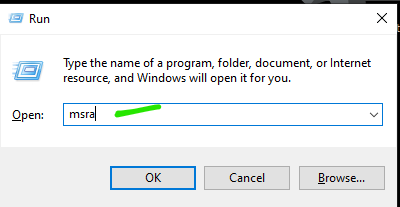 Run
Type the name of a program, folder, document, or Internet
resource, and Windows will open it for you.
Open: msra
OK Cancel Browse...